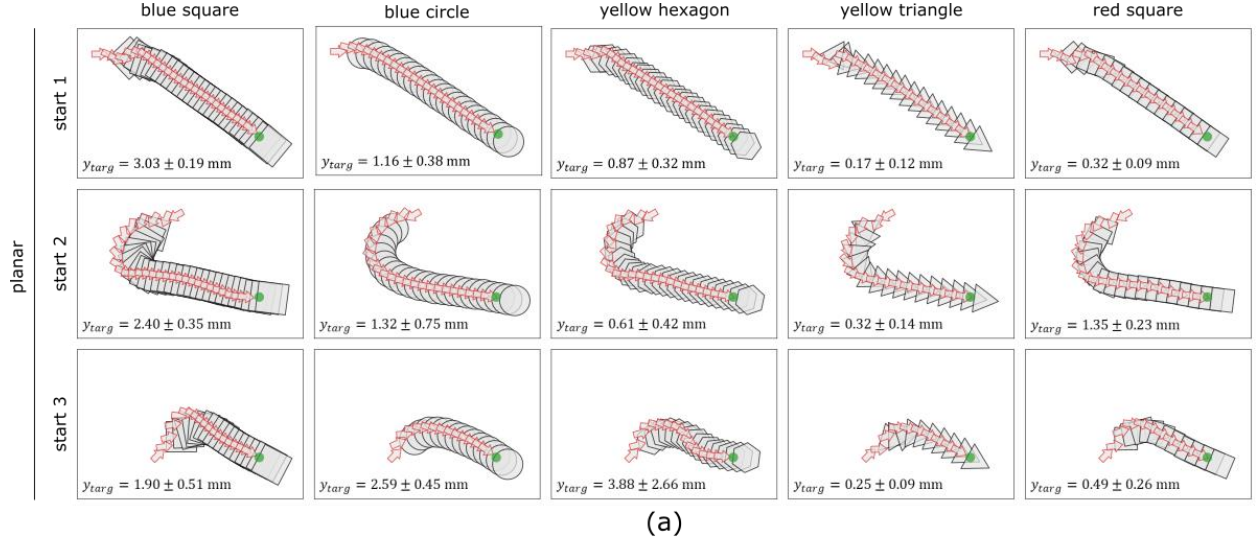 blue square
blue circle
yellow hexagon
yellow triangle
red square
planar
start 1
y_targ = 3.03 ± 0.19 mm
y_targ = 1.16 ± 0.38 mm
y_targ = 0.87 ± 0.32 mm
y_targ = 0.17 ± 0.12 mm
y_targ = 0.32 ± 0.09 mm
start 2
y_targ = 2.40 ± 0.35 mm
y_targ = 1.32 ± 0.75 mm
y_targ = 0.61 ± 0.42 mm
y_targ = 0.32 ± 0.14 mm
y_targ = 1.35 ± 0.23 mm
start 3
y_targ = 1.90 ± 0.51 mm
y_targ = 2.59 ± 0.45 mm
y_targ = 3.88 ± 2.66 mm
y_targ = 0.25 ± 0.09 mm
y_targ = 0.49 ± 0.26 mm
(a)